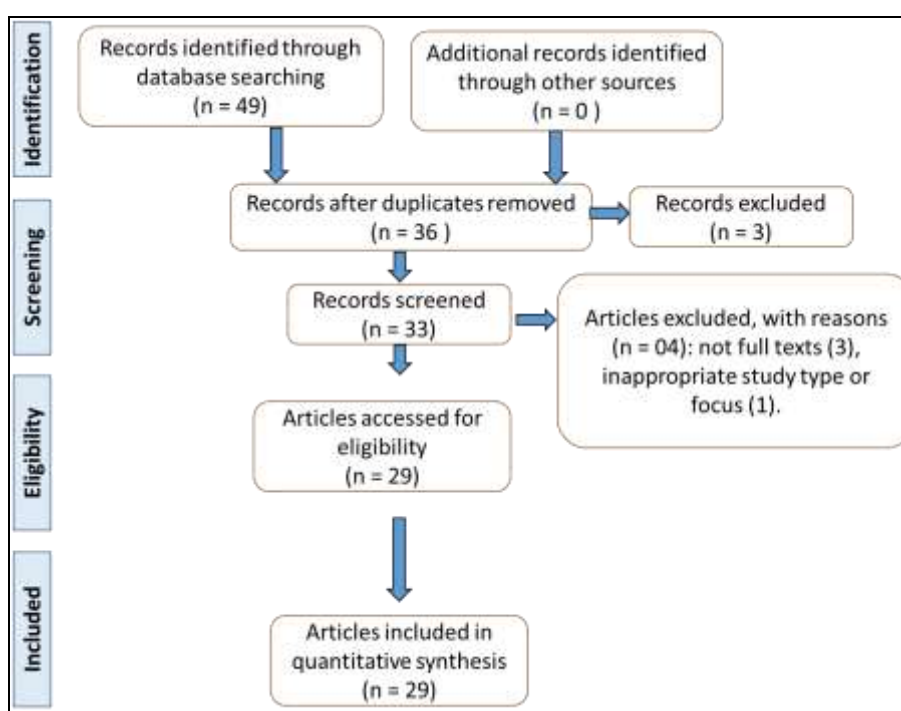 Identification
Records identified through
database searching
(n = 49)
Additional records identified
through other sources
(n = 0 )
Screening
Records after duplicates removed
(n = 36 )
Records excluded
(n = 3)
Records screened
(n = 33)
Articles excluded, with reasons
(n = 04): not full texts (3),
inappropriate study type or
focus (1).
Eligibility
Articles accessed for
eligibility
(n = 29)
Included
Articles included in
quantitative synthesis
(n = 29)